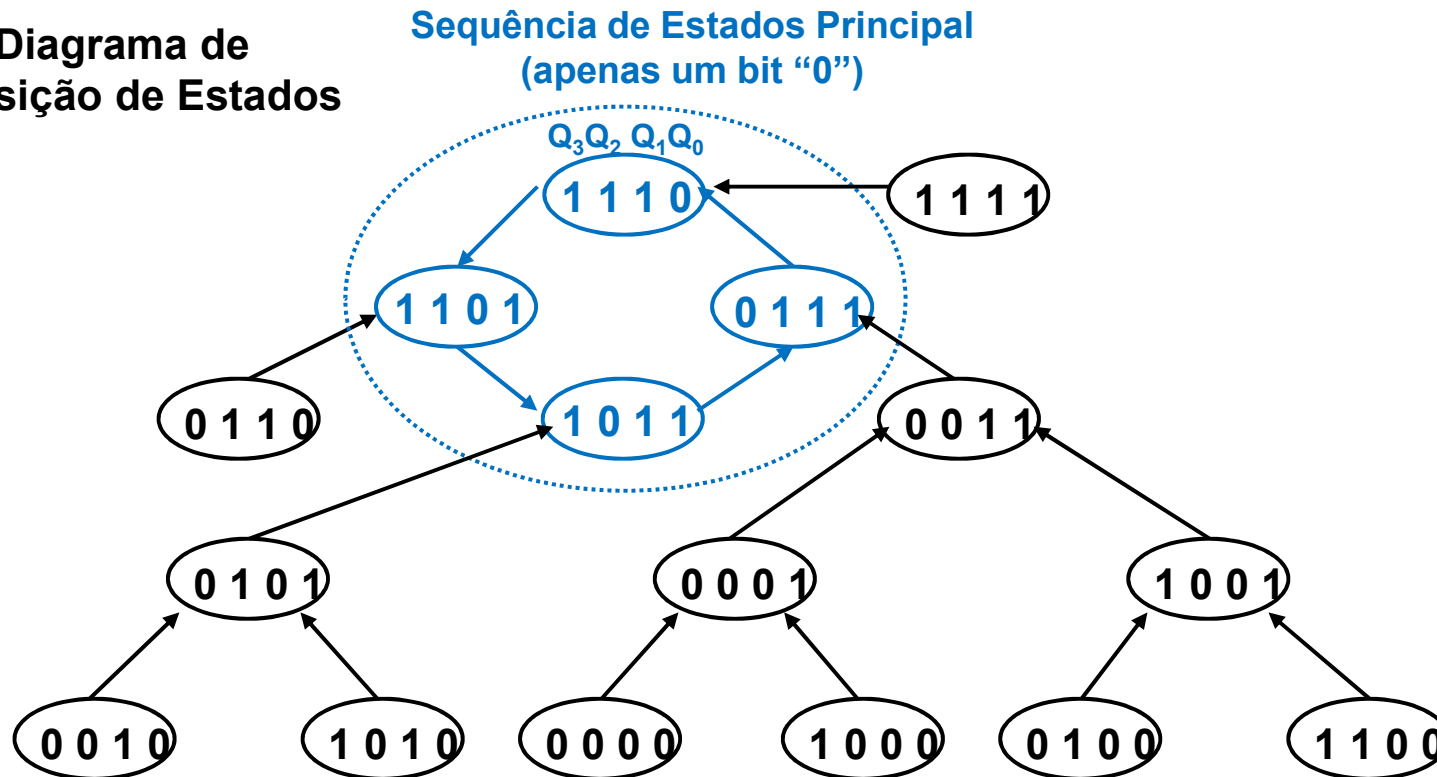 Diagrama de
sição de Estados
Sequência de Estados Principal
(apenas um bit “0”)
Q3Q2 Q1Q0
1 1 1 0
1 1 1 1
1 1 0 1
0 1 1 1
0 1 1 0
1 0 1 1
0 0 1 1
0 1 0 1
0 0 0 1
1 0 0 1
0 0 1 0
1 0 1 0
0 0 0 0
1 0 0 0
0 1 0 0
1 1 0 0